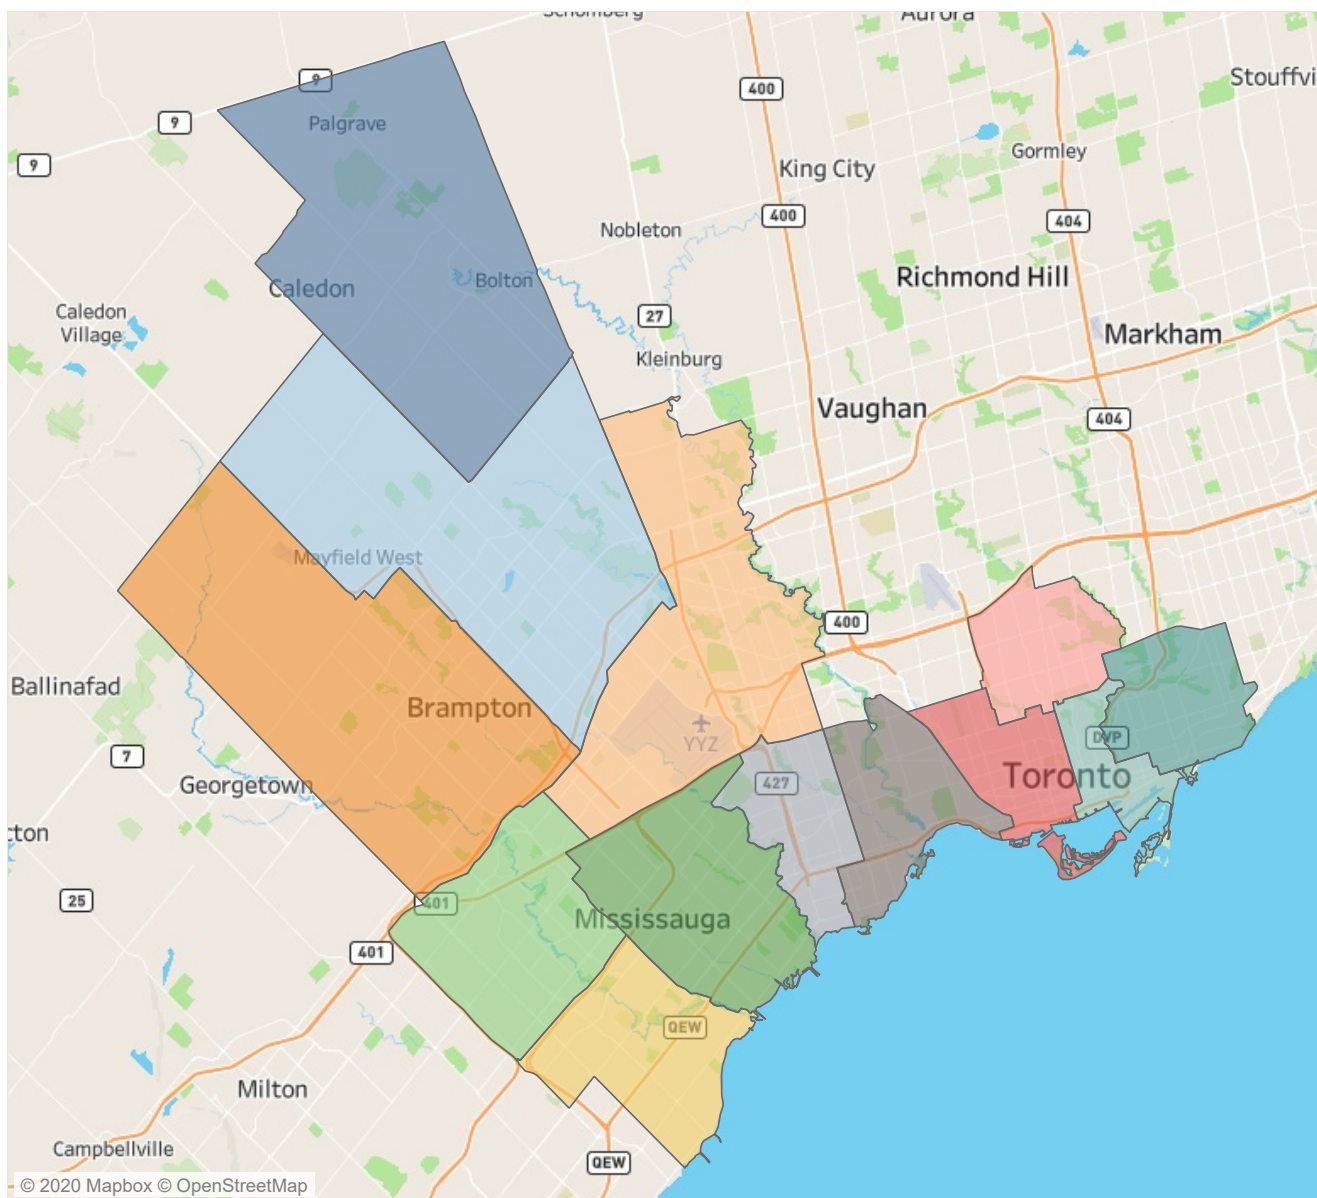 Schomberg
Aurora
9
400
Stouffvi
9
Palgrave
9
Gormley
King City
400
404
Nobleton
Richmond Hill
Bolton
Caledon
Caledon
Village
27
Markham
Kleinburg
Vaughan
404
Mayfield West
400
Ballinafad
Brampton
YYZ
DVP
7
Toronto
Georgetown
427
cton
25
401
Mississauga
401
QEW
Milton
Campbellville
QEW
© 2020 Mapbox © OpenStreetMap